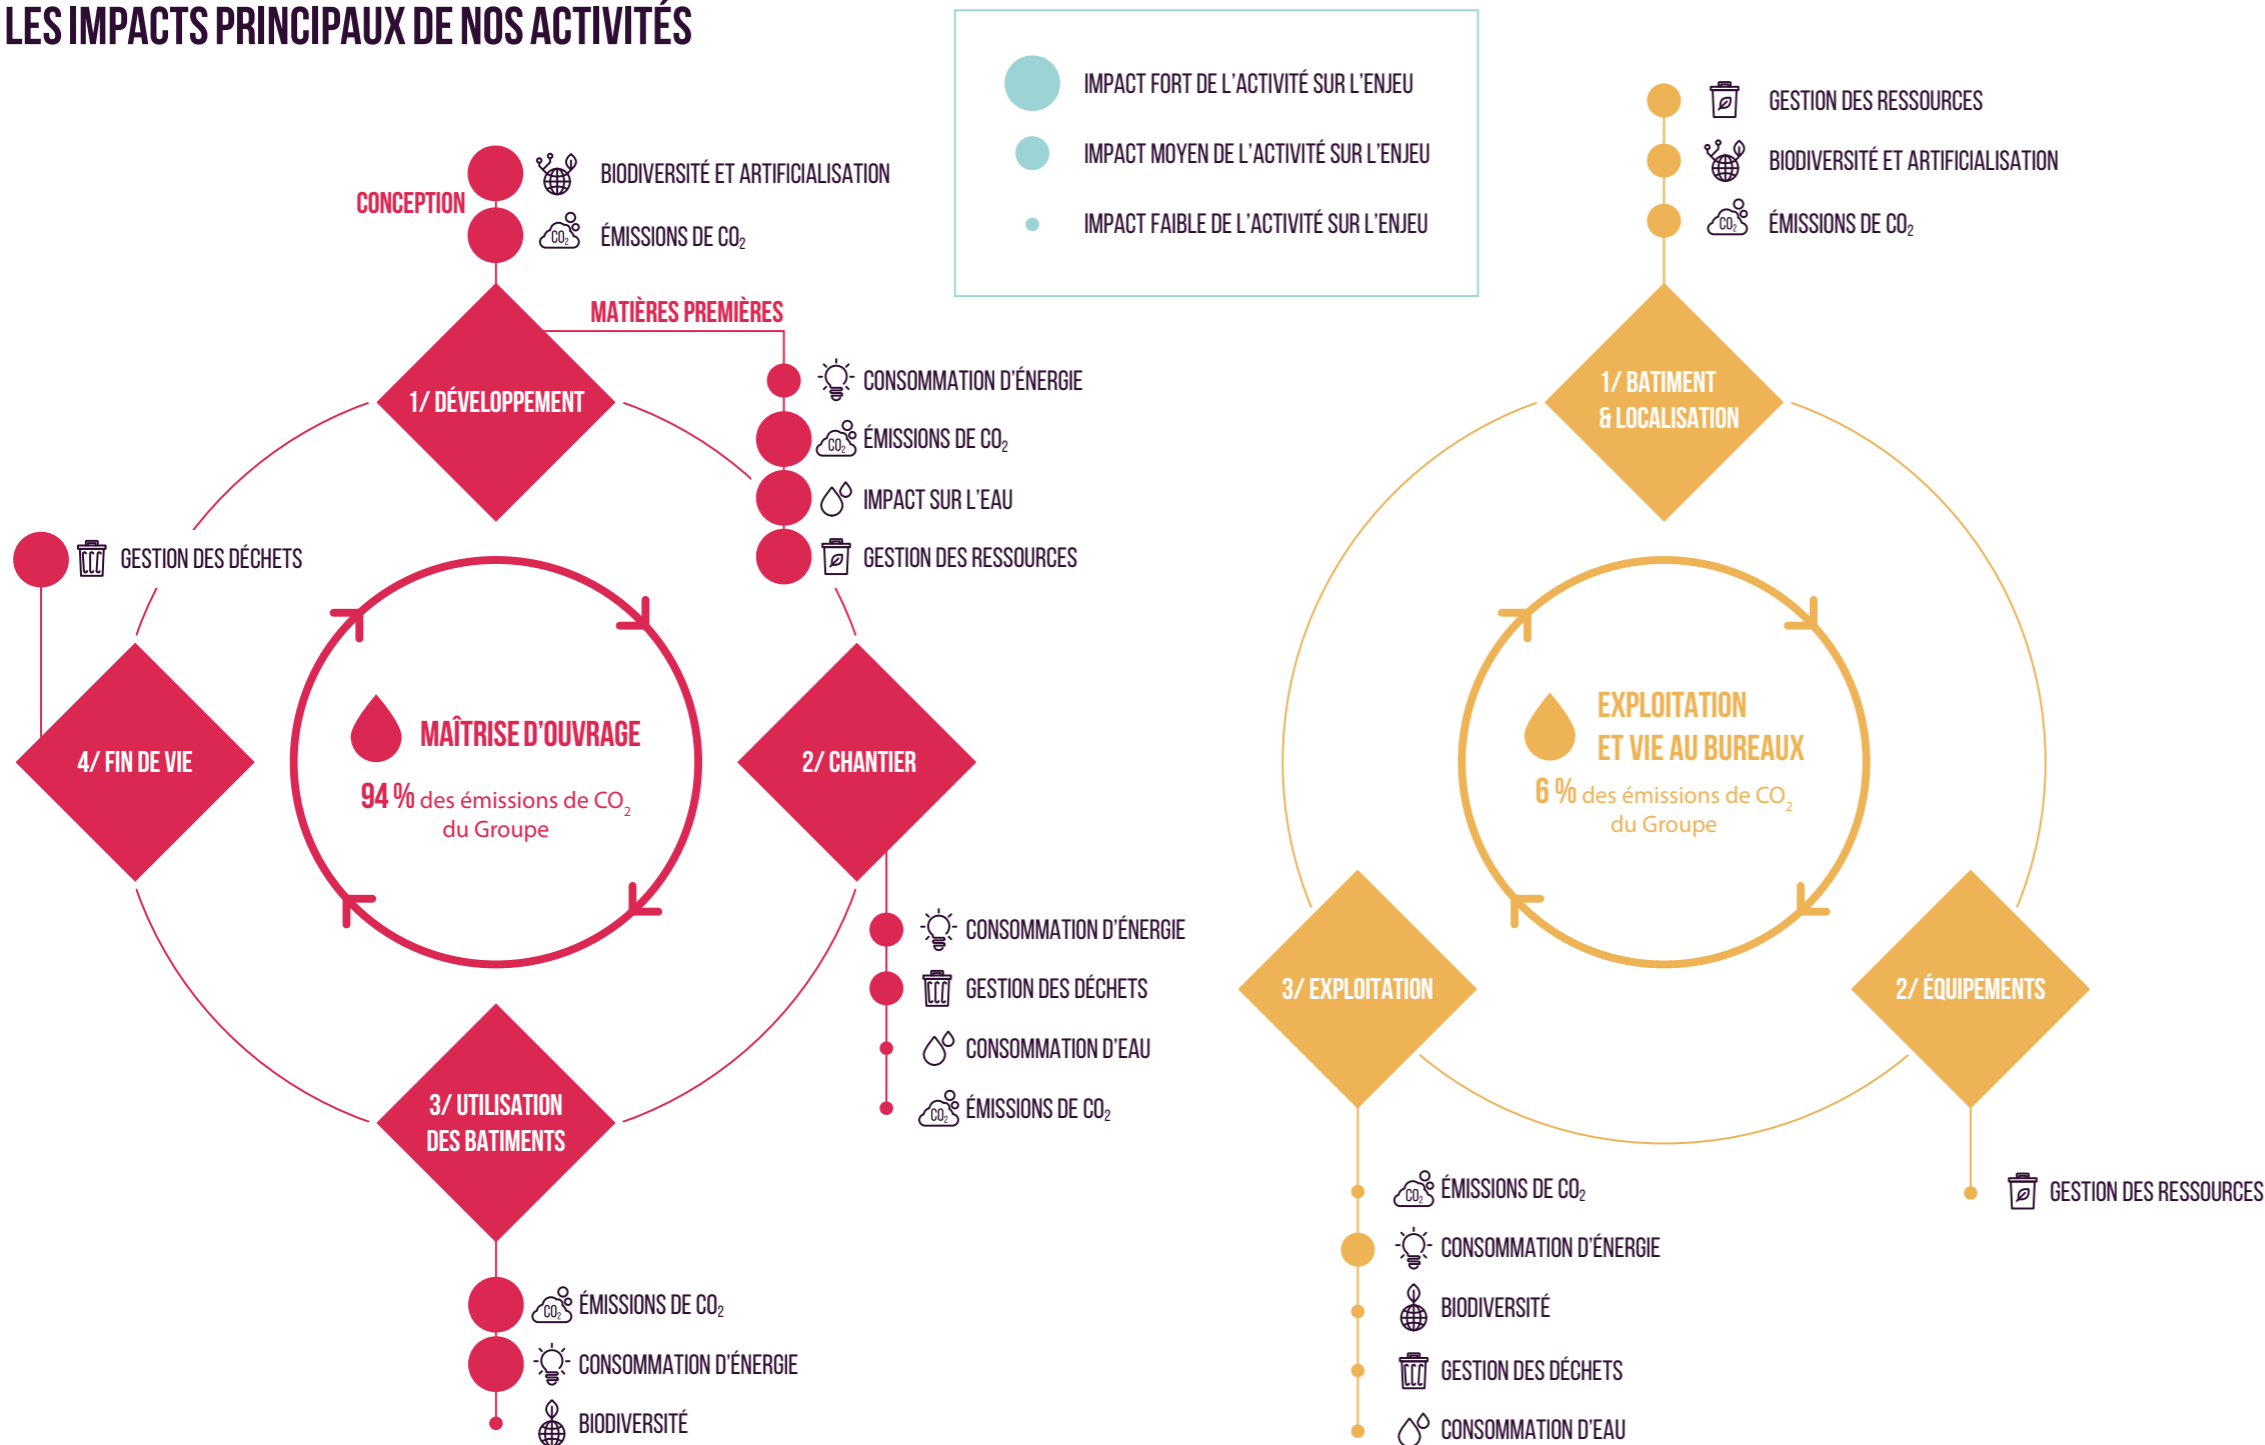 LES IMPACTS PRINCIPAUX DE NOS ACTIVITÉS
IMPACT FORT DE L'ACTIVITÉ SUR L'ENJEU
IMPACT MOYEN DE L'ACTIVITÉ SUR L'ENJEU
IMPACT FAIBLE DE L'ACTIVITÉ SUR L'ENJEU
CONCEPTION
BIODIVERSITÉ ET ARTIFICIALISATION
CO₂
ÉMISSIONS DE CO₂
MATIÈRES PREMIÈRES
1/ DÉVELOPPEMENT
CONSOMMATION D'ÉNERGIE
CO₂
ÉMISSIONS DE CO₂
IMPACT SUR L'EAU
GESTION DES RESSOURCES
GESTION DES DÉCHETS
MAÎTRISE D'OUVRAGE
94 % des émissions de CO₂
du Groupe
4/ FIN DE VIE
2/ CHANTIER
CONSOMMATION D'ÉNERGIE
GESTION DES DÉCHETS
CONSOMMATION D'EAU
CO₂
ÉMISSIONS DE CO₂
3/ UTILISATION
DES BATIMENTS
CO₂
ÉMISSIONS DE CO₂
CONSOMMATION D'ÉNERGIE
BIODIVERSITÉ
GESTION DES RESSOURCES
BIODIVERSITÉ ET ARTIFICIALISATION
CO₂
ÉMISSIONS DE CO₂
1/ BATIMENT
& LOCALISATION
EXPLOITATION
ET VIE AU BUREAUX
6 % des émissions de CO₂
du Groupe
3/ EXPLOITATION
2/ ÉQUIPEMENTS
CO₂
ÉMISSIONS DE CO₂
CONSOMMATION D'ÉNERGIE
BIODIVERSITÉ
GESTION DES DÉCHETS
CONSOMMATION D'EAU
GESTION DES RESSOURCES